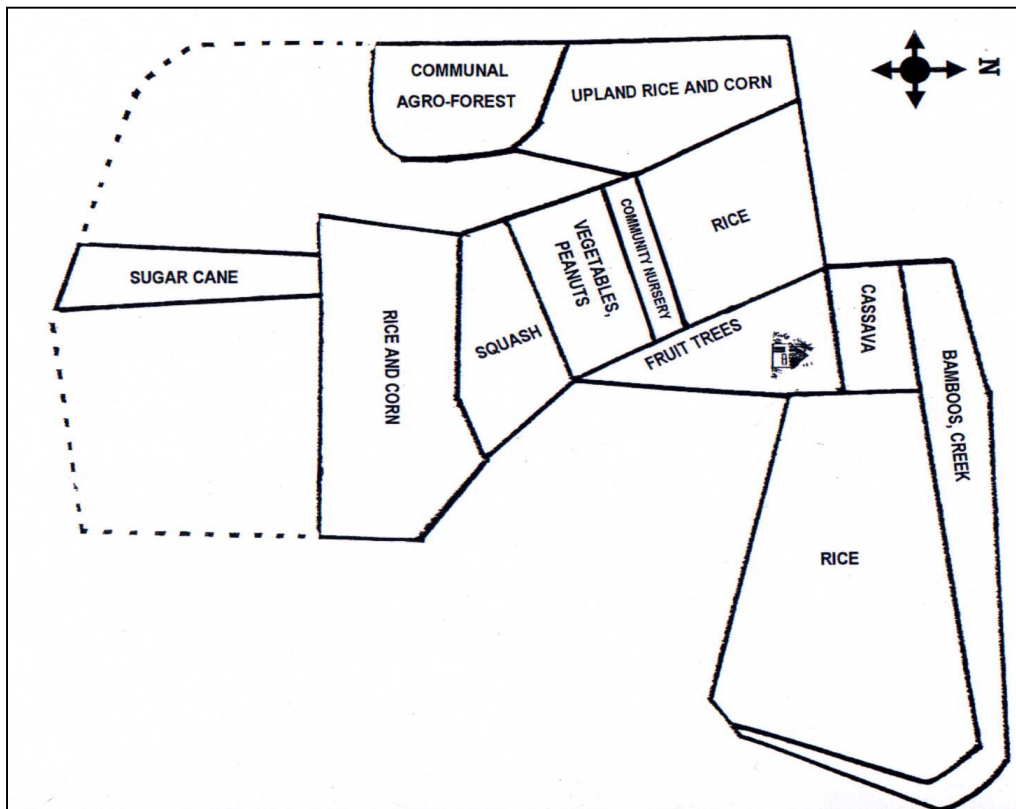 COMMUNAL
AGRO-FOREST
UPLAND RICE AND CORN
N
RICE
COMMUNITY NURSERY
VEGETABLES,
PEANUTS
SUGAR CANE
RICE AND CORN
SQUASH
FRUIT TREES
CASSAVA
BAMBOOS, CREEK
RICE